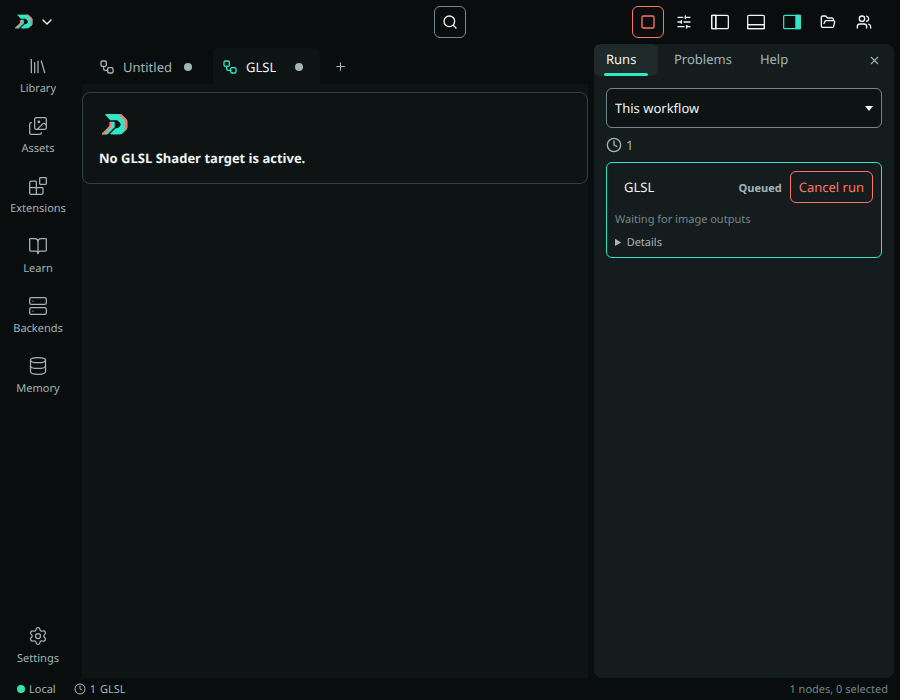 Untitled
GLSL
Library
Assets
Extensions
Learn
Backends
Memory
Settings
No GLSL Shader target is active.
Runs
Problems
Help
This workflow
1
GLSL
Queued
Cancel run
Waiting for image outputs
Details
Local
1 GLSL
1 nodes, 0 selected